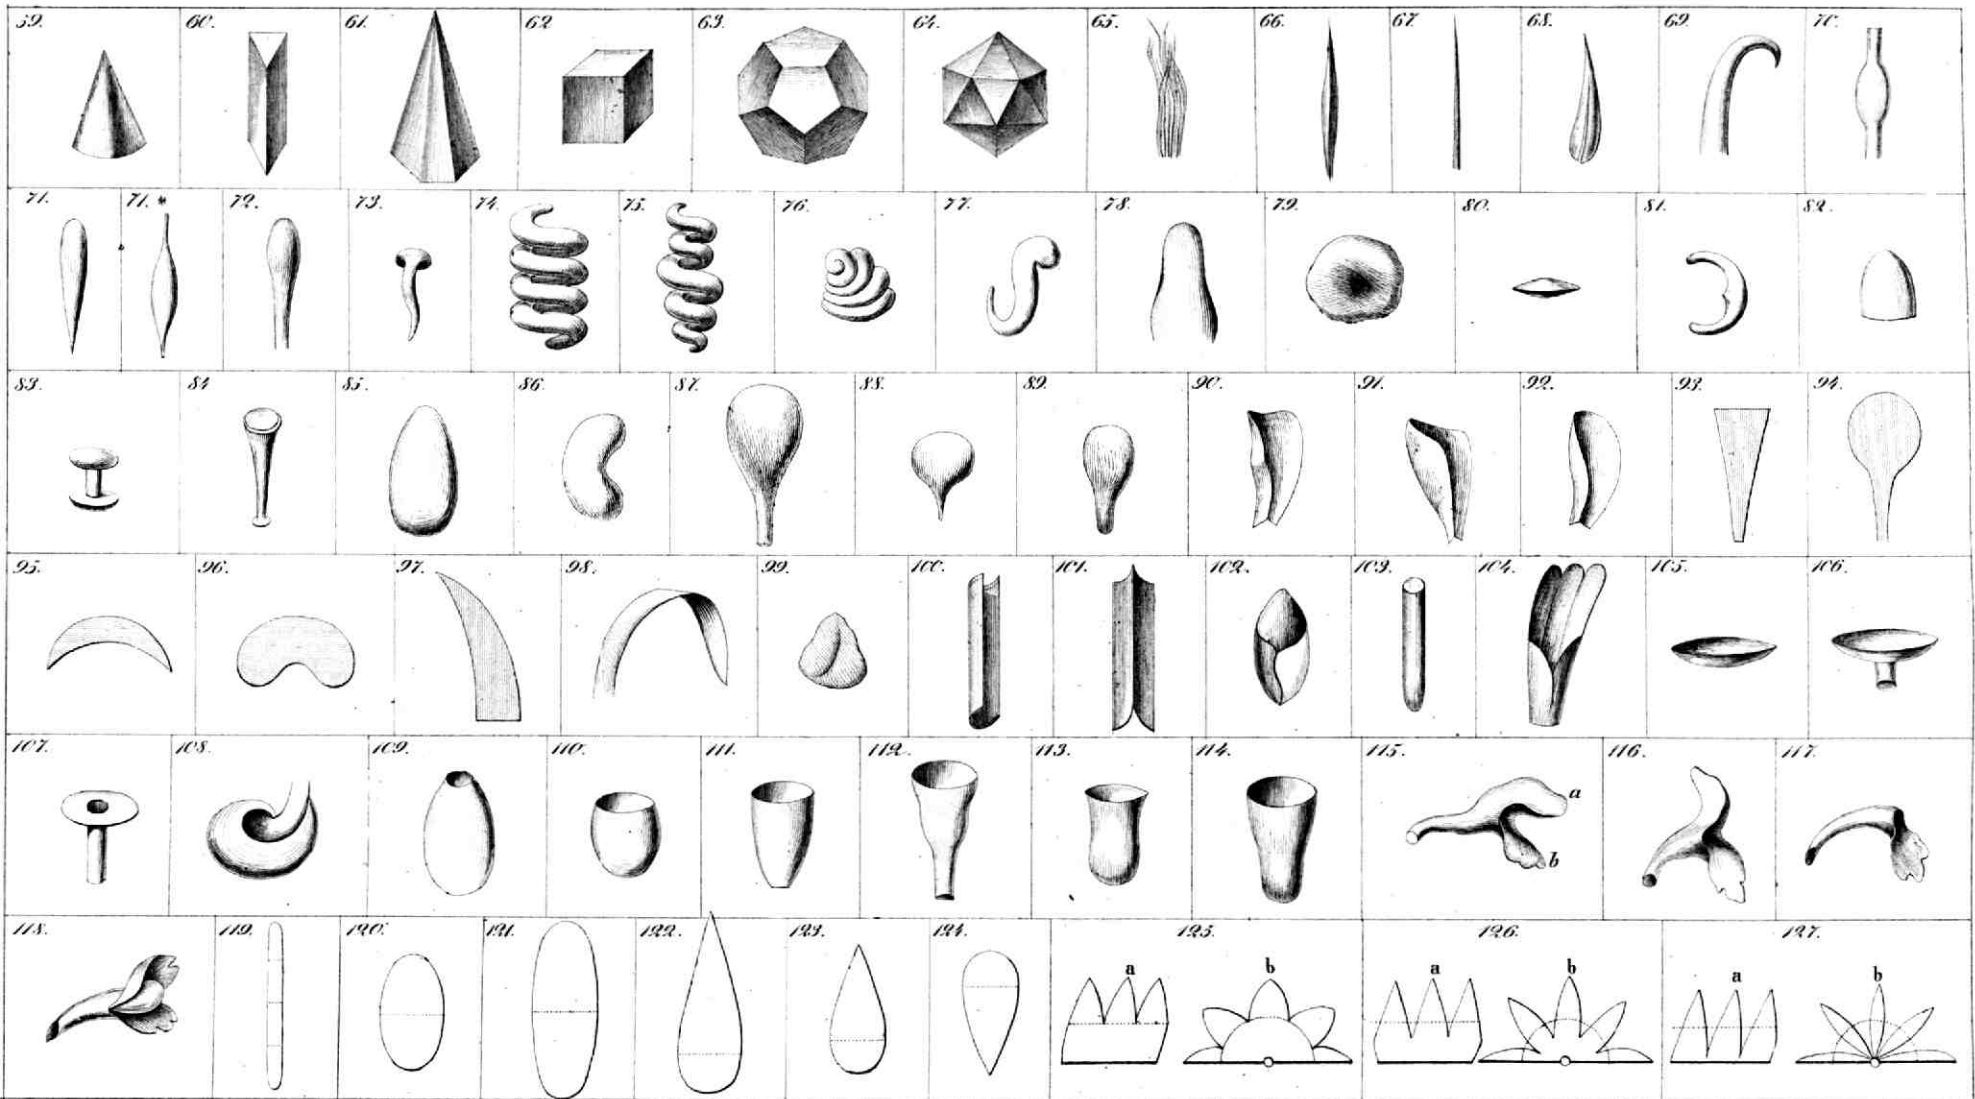 59. 60. 61. 62. 63. 64. 65. 66. 67. 68. 69. 70.
71. 71.* 72. 73. 74. 75. 76. 77. 78. 79. 80. 81. 82.
83. 84 85. 86. 87. 88. 89. 90. 91. 92. 93. 94.
95. 96. 97. 98. 99. 100. 101. 102. 103. 104. 105. 106.
107. 108. 109. 110. 111. 112. 113. 114. 115. 116. 117.
a
b
118. 119. 120. 121. 122. 123. 124. 125. 126. 127.
a b a b a b